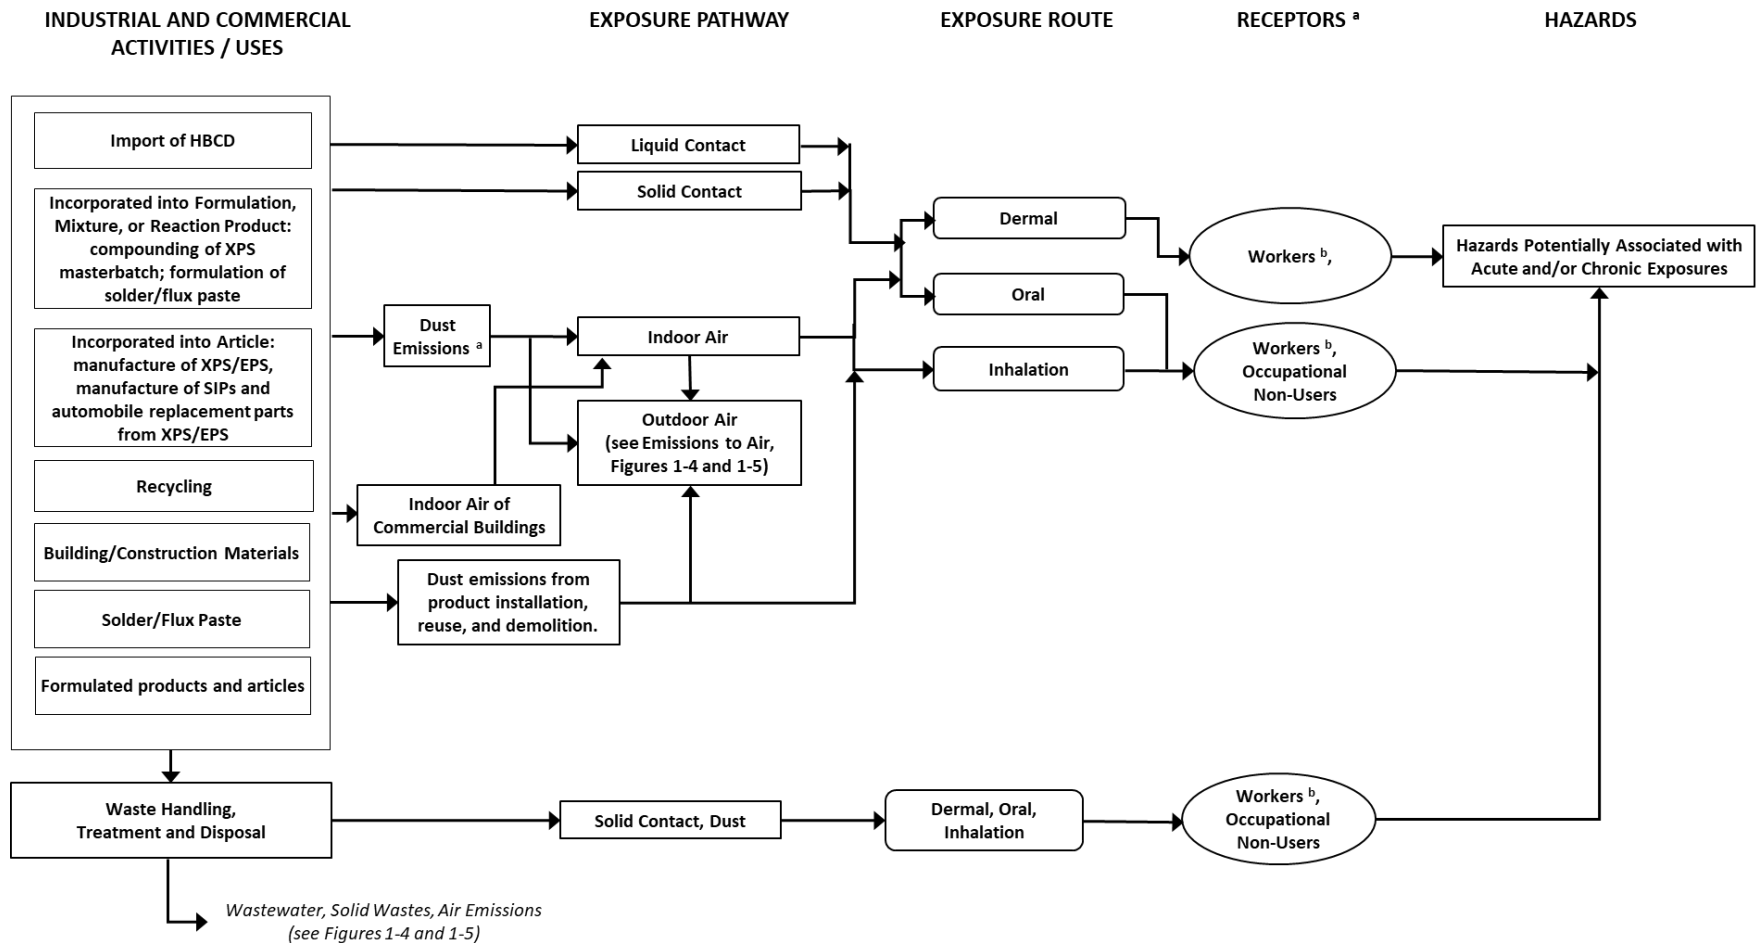 INDUSTRIAL AND COMMERCIAL
ACTIVITIES / USES
EXPOSURE PATHWAY
EXPOSURE ROUTE
RECEPTORS a
HAZARDS
Import of HBCD
Incorporated into Formulation,
Mixture, or Reaction Product:
compounding of XPS
masterbatch; formulation of
solder/flux paste
Incorporated into Article:
manufacture of XPS/EPS,
manufacture of SIPs and
automobile replacement parts
from XPS/EPS
Recycling
Building/Construction Materials
Solder/Flux Paste
Formulated products and articles
Waste Handling,
Treatment and Disposal
Wastewater, Solid Wastes, Air Emissions
(see Figures 1-4 and 1-5)
Dust
Emissions a
Indoor Air of
Commercial Buildings
Dust emissions from
product installation,
reuse, and demolition.
Liquid Contact
Solid Contact
Indoor Air
Outdoor Air
(see Emissions to Air,
Figures 1-4 and 1-5)
Solid Contact, Dust
Dermal
Oral
Inhalation
Dermal, Oral,
Inhalation
Workers b,
Workers b,
Occupational
Non-Users
Workers b,
Occupational
Non-Users
Hazards Potentially Associated with
Acute and/or Chronic Exposures